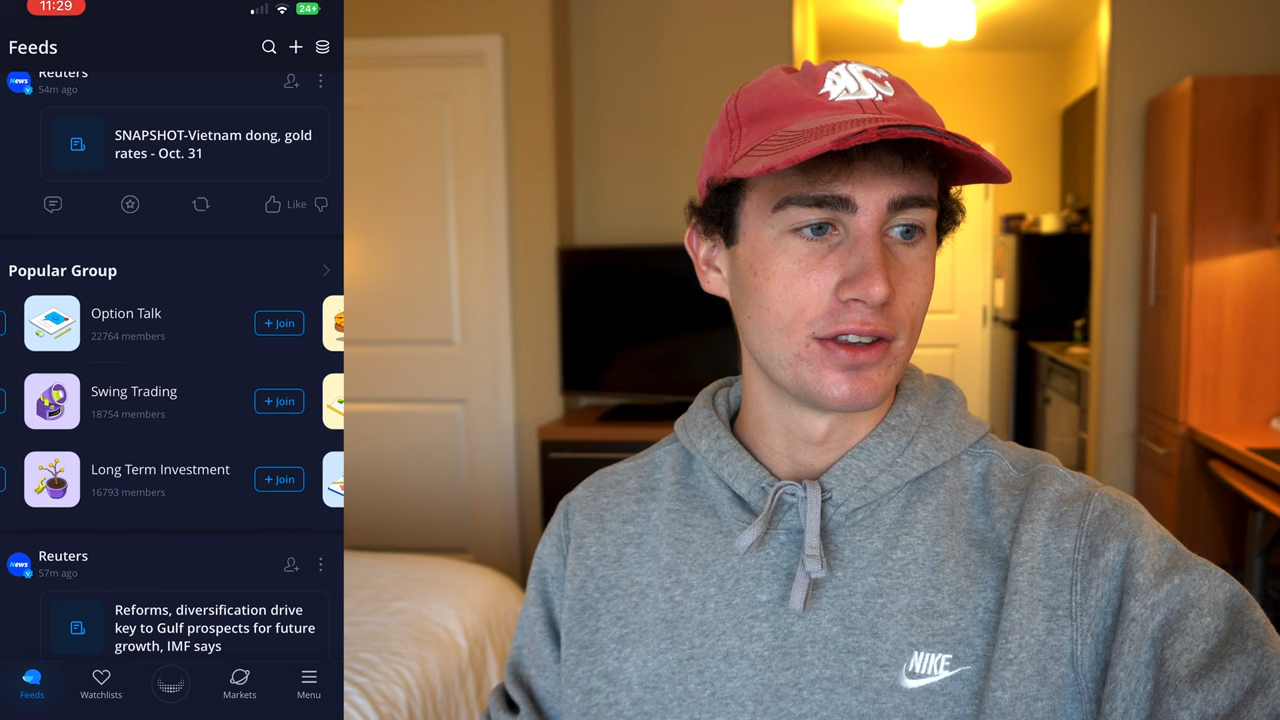 11:29
24
Feeds
Reuters
54m ago
SNAPSHOT-Vietnam dong, gold
rates - Oct. 31
Like
Popular Group
Option Talk
22764 members
+ Join
Swing Trading
18754 members
+ Join
Long Term Investment
16793 members
+ Join
News
Reuters
57m ago
Reforms, diversification drive
key to Gulf prospects for future
growth, IMF says
Feeds
Watchlists
Markets
Menu
WSC
NIKE